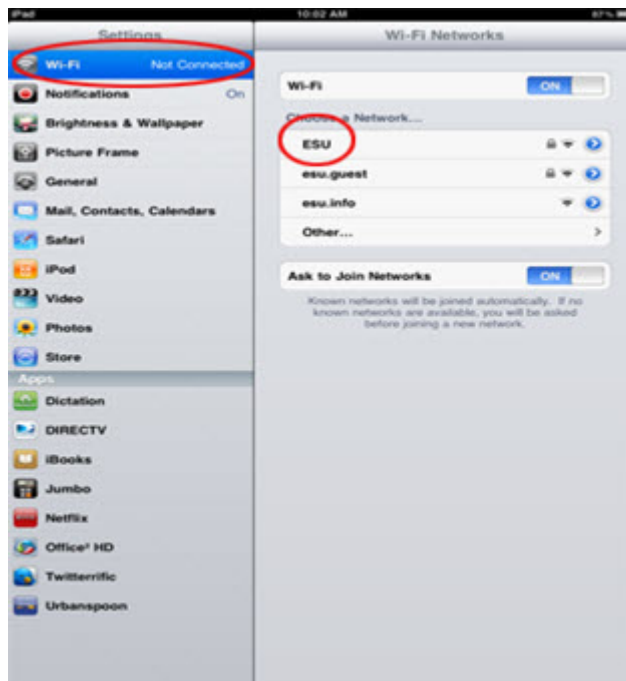 iPad
10:02 AM
87%
Settings
Wi-Fi Not Connected
Notifications On
Brightness & Wallpaper
Picture Frame
General
Mail, Contacts, Calendars
Safari
iPod
Video
Photos
Store
Apps
Dictation
DIRECTV
iBooks
Jumbo
Netflix
Office² HD
Twitterrific
Urbanspoon
Wi-Fi Networks
Wi-Fi ON
Choose a Network...
ESU
esu.guest
esu.info
Other...
Ask to Join Networks ON
Known networks will be joined automatically. If no
known networks are available, you will be asked
before joining a new network.